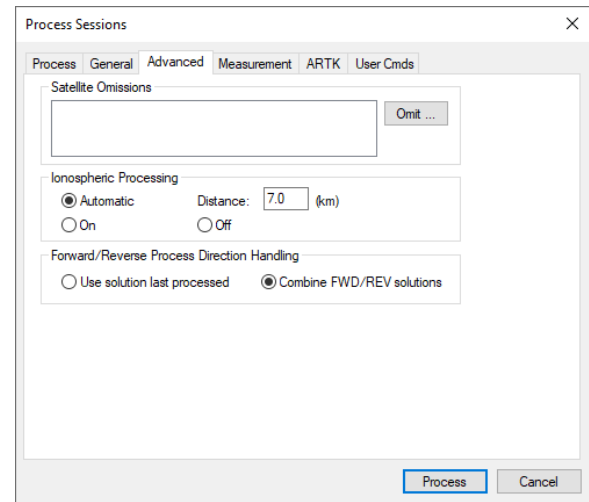 Process Sessions
Process General Advanced Measurement ARTK User Cmds
Satellite Omissions
Omit ...
Ionospheric Processing
Automatic Distance: 7.0 (km)
On Off
Forward/Reverse Process Direction Handling
Use solution last processed Combine FWD/REV solutions
Process Cancel